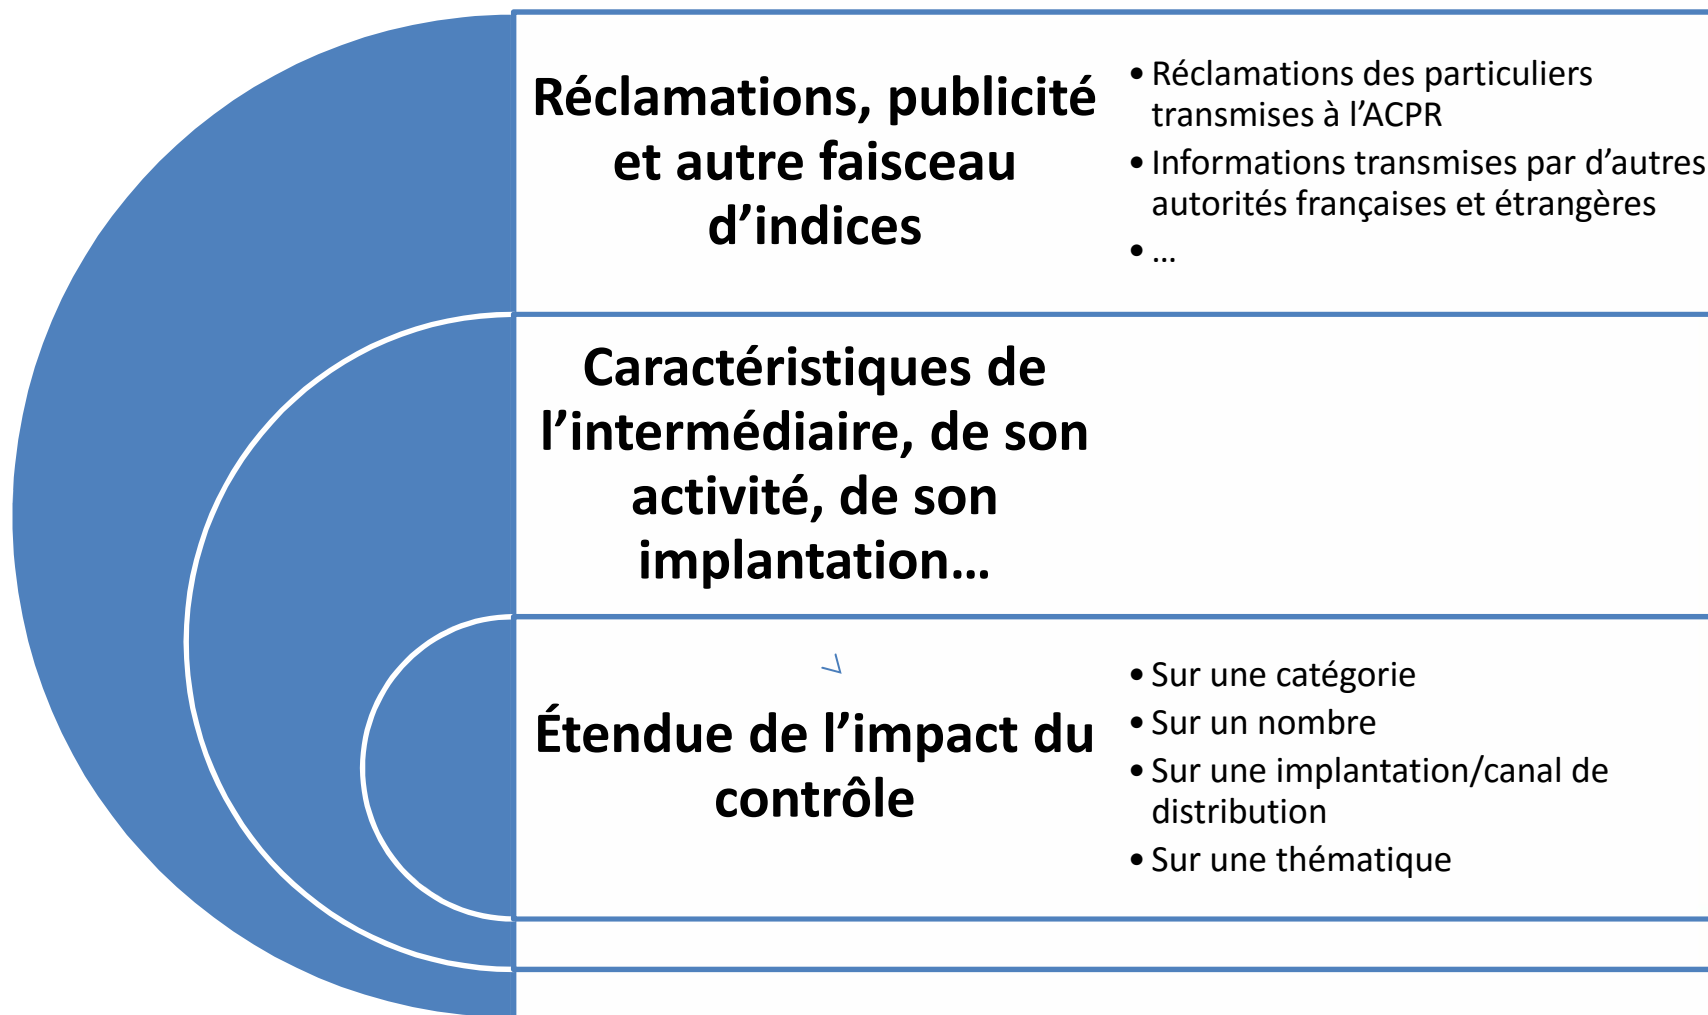 Réclamations, publicité
et autre faisceau
d’indices
• Réclamations des particuliers
transmises à l’ACPR
• Informations transmises par d’autres
autorités françaises et étrangères
• …
Caractéristiques de
l’intermédiaire, de son
activité, de son
implantation…
Étendue de l’impact du
contrôle
• Sur une catégorie
• Sur un nombre
• Sur une implantation/canal de
distribution
• Sur une thématique